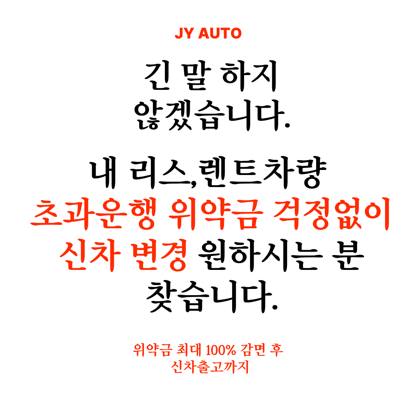 JY AUTO
긴 말 하지
않겠습니다.
내 리스,렌트차량
초과운행 위약금 걱정없이
신차 변경 원하시는 분
찾습니다.
위약금 최대 100% 감면 후
신차출고까지